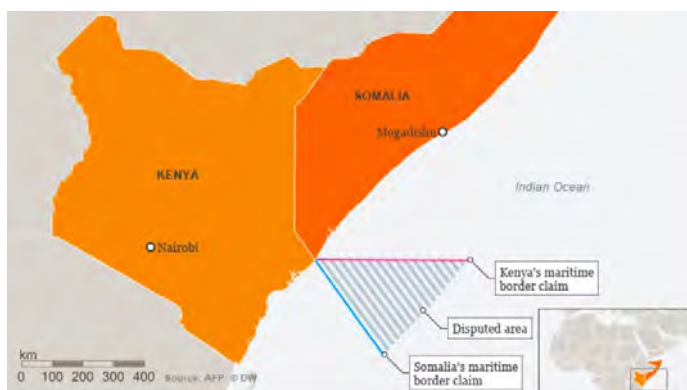 SOMALIA
Mogadishu
KENYA
Indian Ocean
Nairobi
Kenya's maritime
border claim
Disputed area
Somalia's maritime
border claim
km
0 100 200 300 400
Source: AFP, © DW